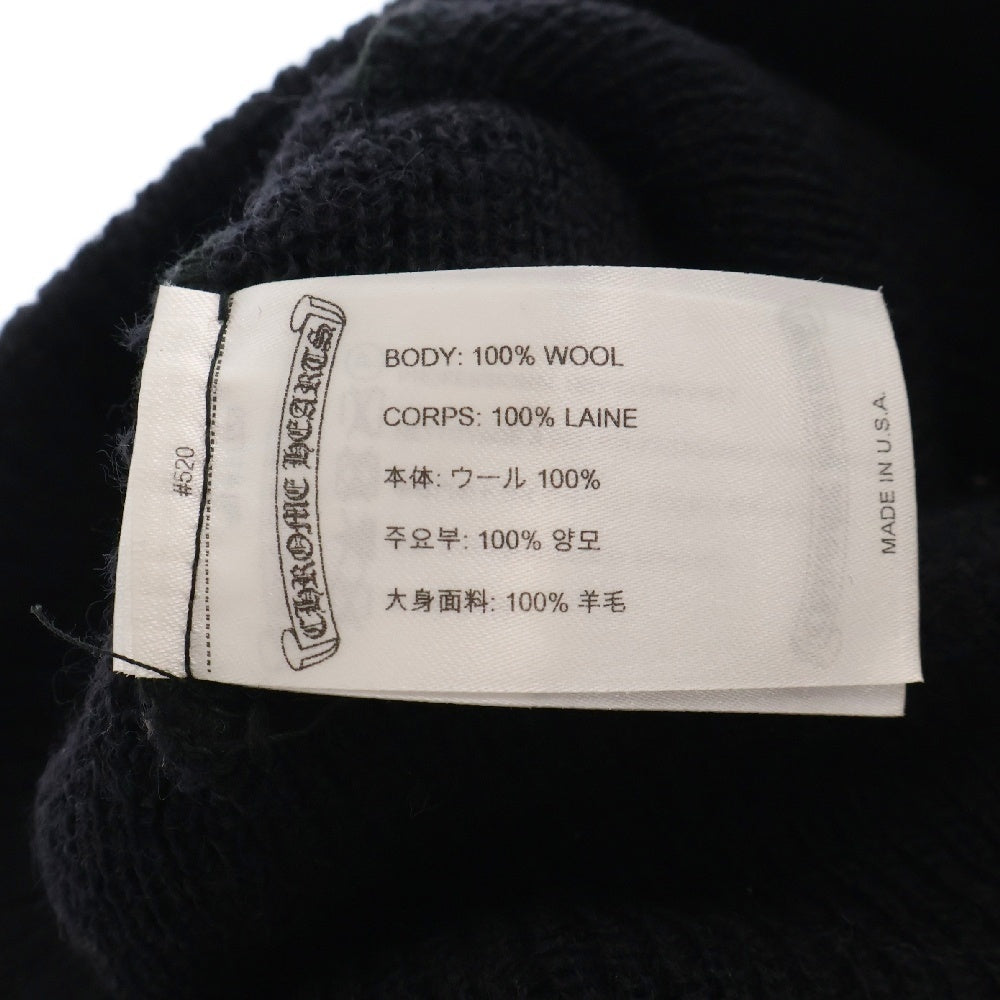 #520
CHROME HEARTS
BODY: 100% WOOL
CORPS: 100% LAINE
本体: ウール 100%
주요부: 100% 양모
大身面料: 100% 羊毛
MADE IN U.S.A.